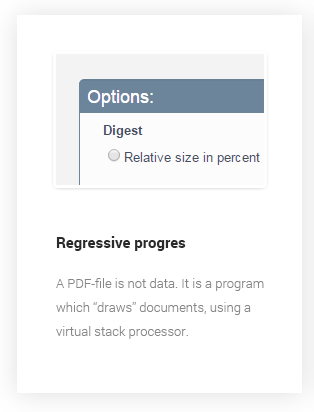 Options:
Digest
Relative size in percent
Regressive progres
A PDF-file is not data. It is a program
which “draws” documents, using a
virtual stack processor.